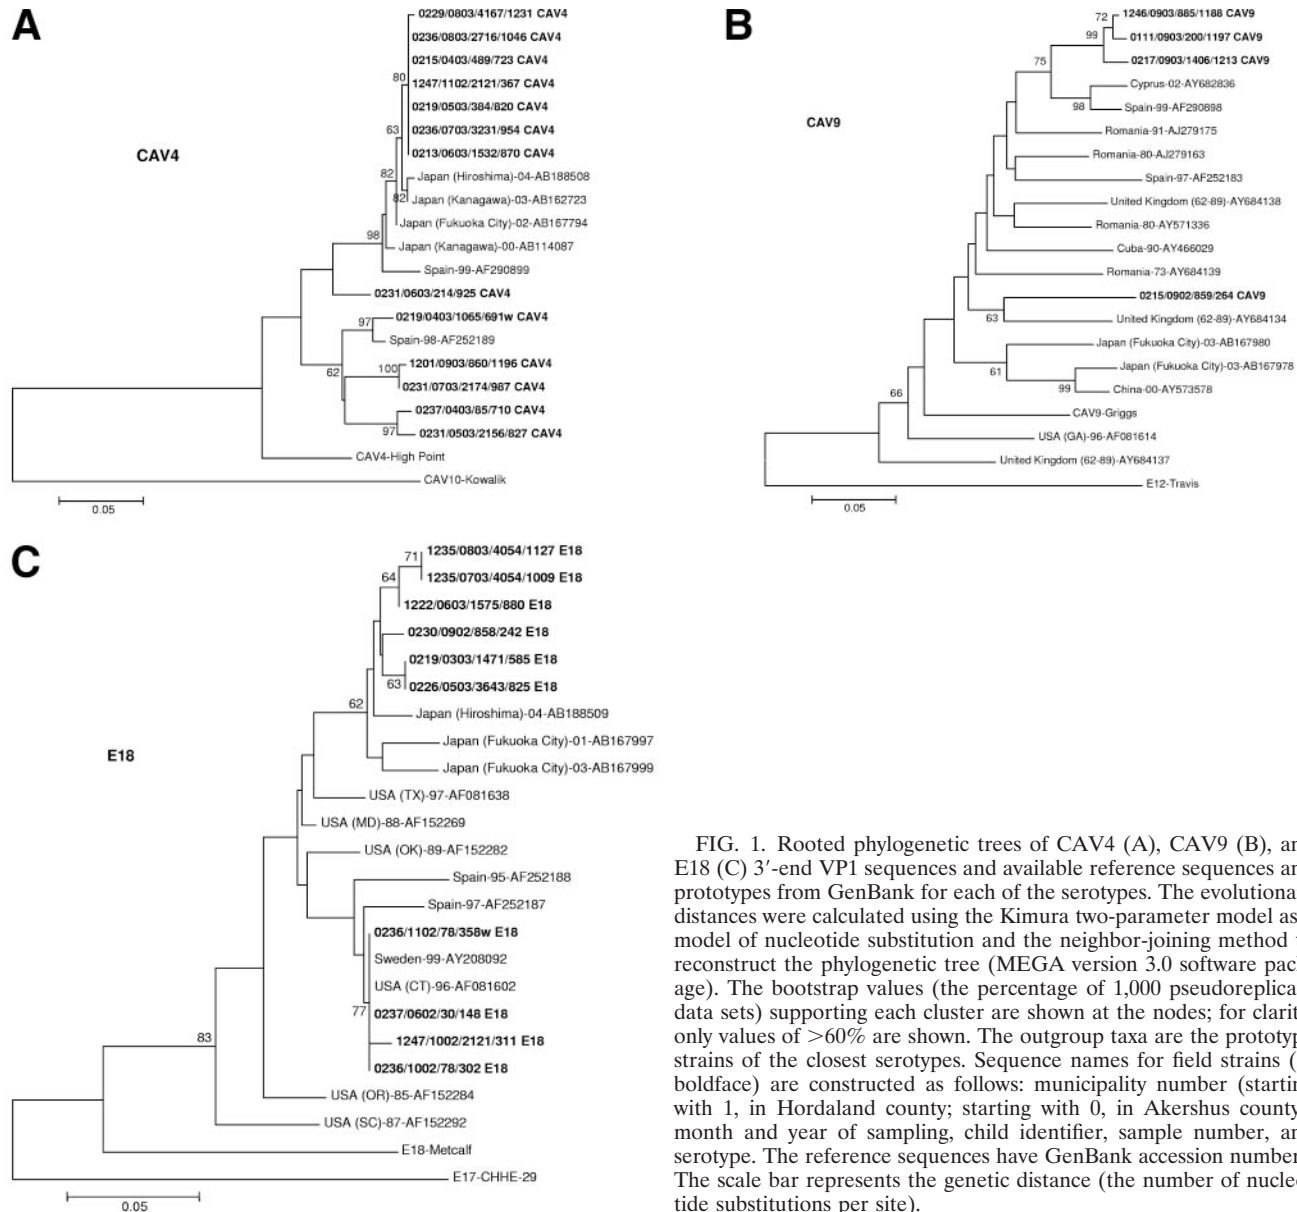 A
CAV4
0229/0803/4167/1231 CAV4
0236/0803/2716/1046 CAV4
0215/0403/489/723 CAV4
80
1247/1102/2121/367 CAV4
0219/0503/384/820 CAV4
63
0236/0703/3231/954 CAV4
0213/0603/1532/870 CAV4
82
Japan (Hiroshima)-04-AB188508
82
Japan (Kanagawa)-03-AB162723
Japan (Fukuoka City)-02-AB167794
98
Japan (Kanagawa)-00-AB114087
Spain-99-AF290899
0231/0603/214/925 CAV4
0219/0403/1065/691w CAV4
97
Spain-98-AF252189
1201/0903/860/1196 CAV4
62
100
0231/0703/2174/987 CAV4
0237/0403/85/710 CAV4
97
0231/0503/2156/827 CAV4
CAV4-High Point
CAV10-Kowalik
0.05
B
CAV9
72
1246/0903/885/1188 CAV9
99
0111/0903/200/1197 CAV9
75
0217/0903/1406/1213 CAV9
Cyprus-02-AY682836
98
Spain-99-AF290898
Romania-91-AJ279175
Romania-80-AJ279163
Spain-97-AF252183
United Kingdom (62-89)-AY684138
Romania-80-AY571336
Cuba-90-AY466029
Romania-73-AY684139
0215/0902/859/264 CAV9
63
United Kingdom (62-89)-AY684134
Japan (Fukuoka City)-03-AB167980
61
Japan (Fukuoka City)-03-AB167978
99
China-00-AY573578
66
CAV9-Griggs
USA (GA)-96-AF081614
United Kingdom (62-89)-AY684137
E12-Travis
0.05
C
E18
71
1235/0803/4054/1127 E18
64
1235/0703/4054/1009 E18
1222/0603/1575/880 E18
0230/0902/858/242 E18
0219/0303/1471/585 E18
63
0226/0503/3643/825 E18
62
Japan (Hiroshima)-04-AB188509
Japan (Fukuoka City)-01-AB167997
Japan (Fukuoka City)-03-AB167999
USA (TX)-97-AF081638
USA (MD)-88-AF152269
USA (OK)-89-AF152282
Spain-95-AF252188
Spain-97-AF252187
0236/1102/78/358w E18
Sweden-99-AY208092
USA (CT)-96-AF081602
77
0237/0602/30/148 E18
1247/1002/2121/311 E18
83
0236/1002/78/302 E18
USA (OR)-85-AF152284
USA (SC)-87-AF152292
E18-Metcalf
E17-CHHE-29
0.05
FIG. 1. Rooted phylogenetic trees of CAV4 (A), CAV9 (B), an
E18 (C) 3′-end VP1 sequences and available reference sequences an
prototypes from GenBank for each of the serotypes. The evolutionar
distances were calculated using the Kimura two-parameter model as
model of nucleotide substitution and the neighbor-joining method t
reconstruct the phylogenetic tree (MEGA version 3.0 software pack
age). The bootstrap values (the percentage of 1,000 pseudoreplica
data sets) supporting each cluster are shown at the nodes; for clarit
only values of >60% are shown. The outgroup taxa are the prototyp
strains of the closest serotypes. Sequence names for field strains (
boldface) are constructed as follows: municipality number (startin
with 1, in Hordaland county; starting with 0, in Akershus county
month and year of sampling, child identifier, sample number, an
serotype. The reference sequences have GenBank accession number
The scale bar represents the genetic distance (the number of nucleo
tide substitutions per site).